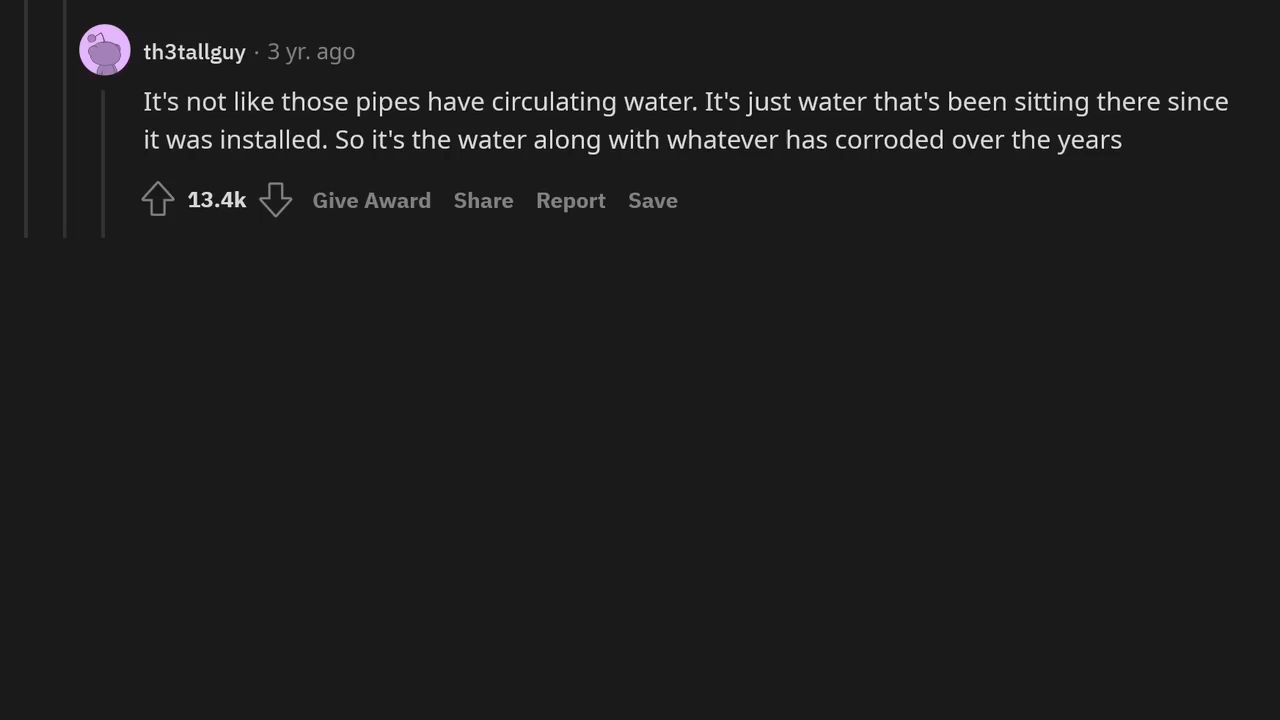 th3tallguy · 3 yr. ago
It's not like those pipes have circulating water. It's just water that's been sitting there since
it was installed. So it's the water along with whatever has corroded over the years
13.4k Give Award Share Report Save